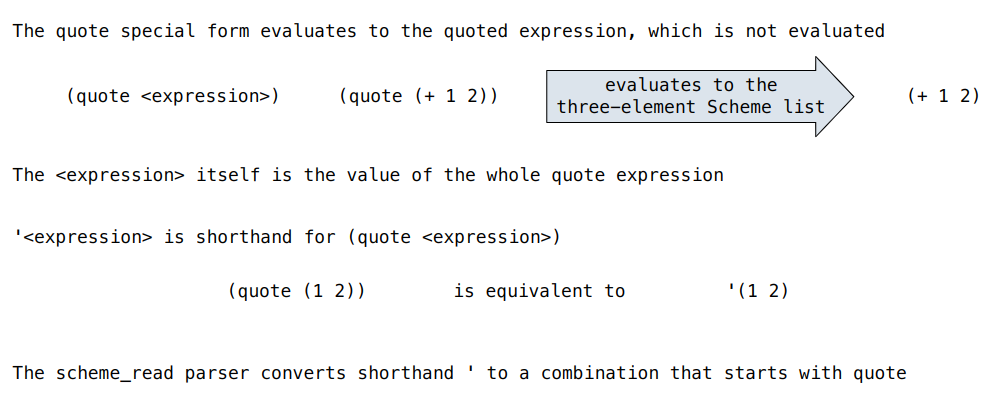 The quote special form evaluates to the quoted expression, which is not evaluated
(quote <expression>) (quote (+ 1 2)) evaluates to the (+ 1 2)
three-element Scheme list
The <expression> itself is the value of the whole quote expression
'<expression> is shorthand for (quote <expression>)
(quote (1 2)) is equivalent to '(1 2)
The scheme_read parser converts shorthand ' to a combination that starts with quote